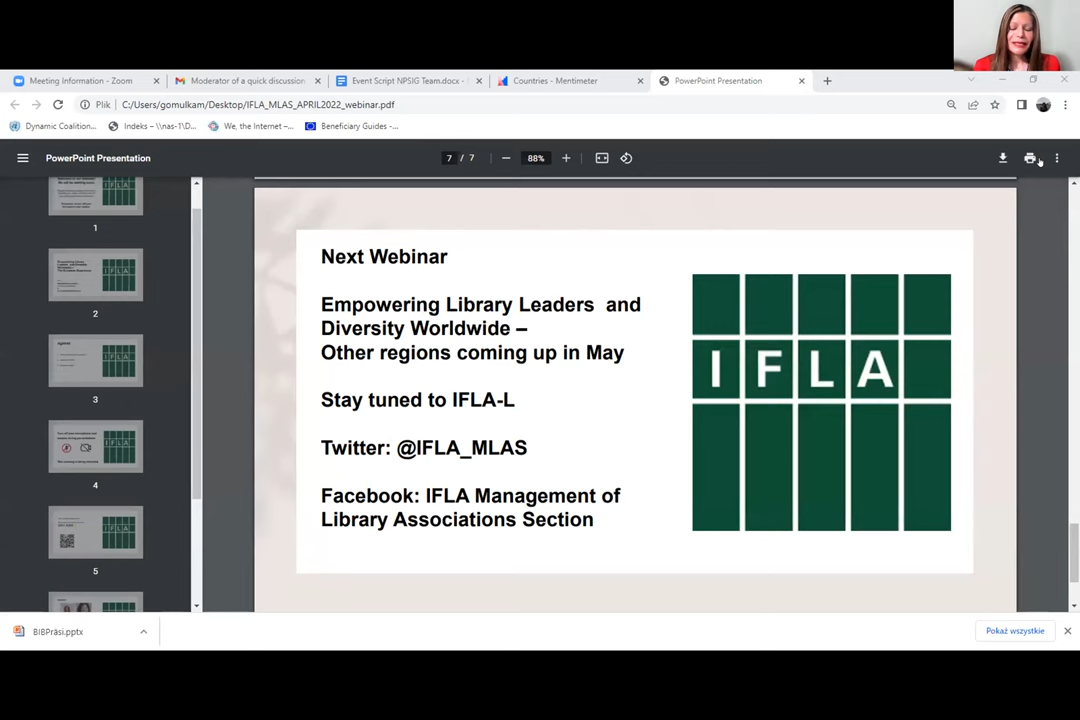 Meeting Information - Zoom
Moderator of a quick discussion
Event Script NPSIG Team.docx -
Countries - Mentimeter
PowerPoint Presentation
Plik
C:/Users/gomulkam/Desktop/IFLA_MLAS_APRIL2022_webinar.pdf
Dynamic Coalition...
Indeks – \\nas-1\D...
We, the Internet –...
Beneficiary Guides -...
PowerPoint Presentation
7 / 7
88%
1
2
3
4
5
Next Webinar
Empowering Library Leaders and
Diversity Worldwide –
Other regions coming up in May
Stay tuned to IFLA-L
Twitter: @IFLA_MLAS
Facebook: IFLA Management of
Library Associations Section
I F L A
BIBPräsi.pptx
Pokaż wszystkie